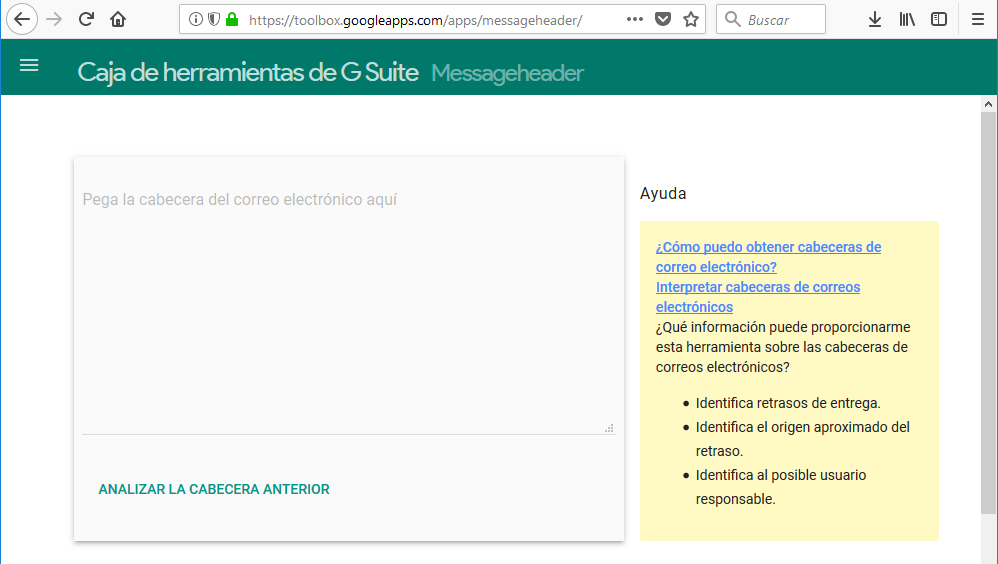 https://toolbox.googleapps.com/apps/messageheader/
Buscar
Caja de herramientas de G Suite Messageheader
Pega la cabecera del correo electrónico aquí
ANALIZAR LA CABECERA ANTERIOR
Ayuda
¿Cómo puedo obtener cabeceras de
correo electrónico?
Interpretar cabeceras de correos
electrónicos
¿Qué información puede proporcionarme
esta herramienta sobre las cabeceras de
correos electrónicos?
Identifica retrasos de entrega.
Identifica el origen aproximado del
retraso.
Identifica al posible usuario
responsable.